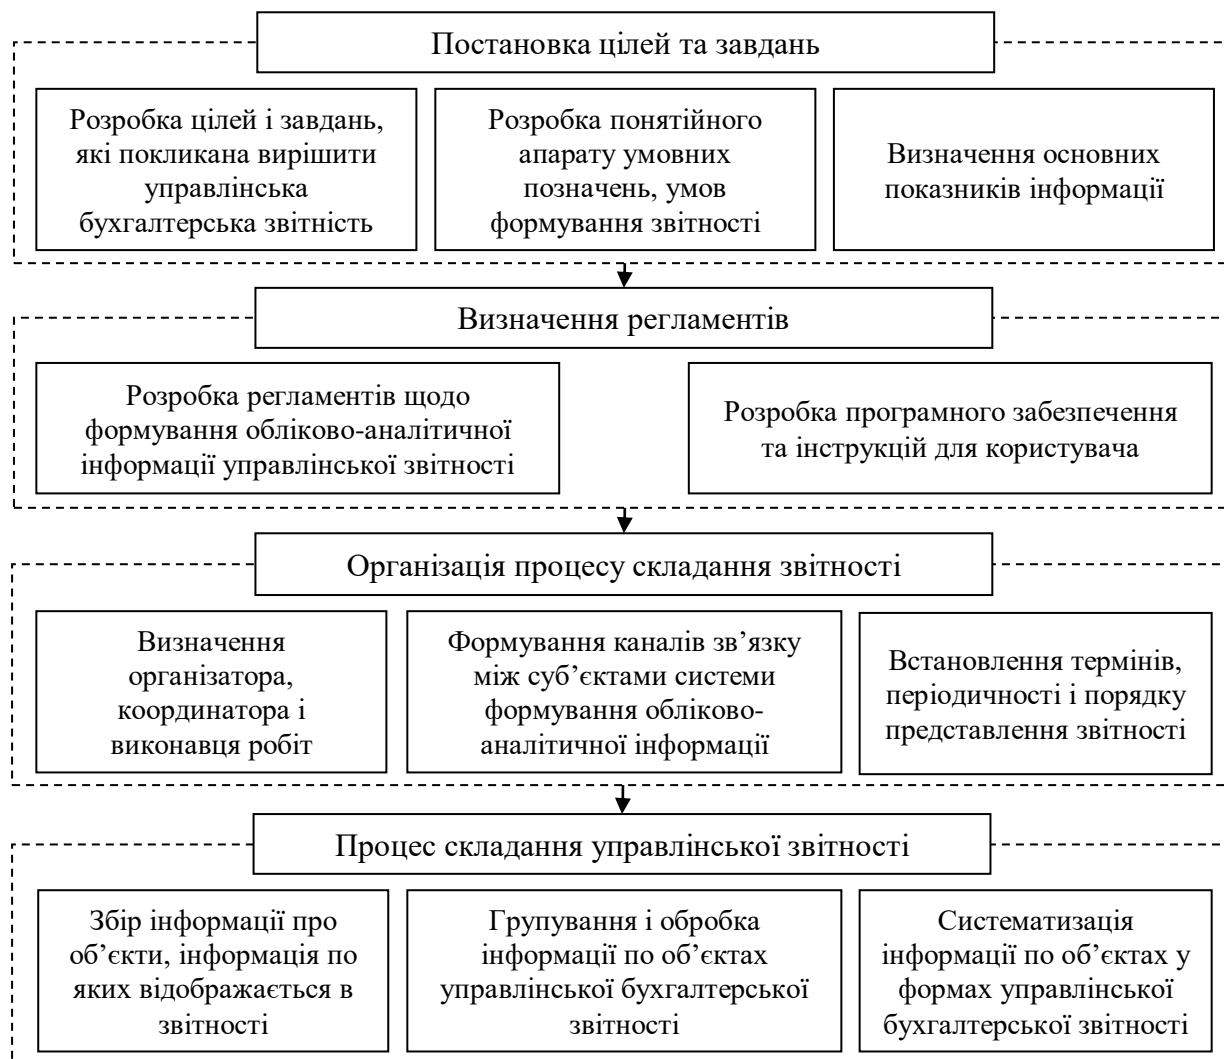 Постановка цілей та завдань
Розробка цілей і завдань,
які покликана вирішити
управлінська
бухгалтерська звітність
Розробка понятійного
апарату умовних
позначень, умов
формування звітності
Визначення основних
показників інформації
Визначення регламентів
Розробка регламентів щодо
формування обліково-аналітичної
інформації управлінської звітності
Розробка програмного забезпечення
та інструкцій для користувача
Організація процесу складання звітності
Визначення
організатора,
координатора і
виконавця робіт
Формування каналів зв’язку
між суб’єктами системи
формування обліково-
аналітичної інформації
Встановлення термінів,
періодичності і порядку
представлення звітності
Процес складання управлінської звітності
Збір інформації про
об’єкти, інформація по
яких відображається в
звітності
Групування і обробка
інформації по об’єктах
управлінської бухгалтерської
звітності
Систематизація
інформації по об’єктах у
формах управлінської
бухгалтерської звітності